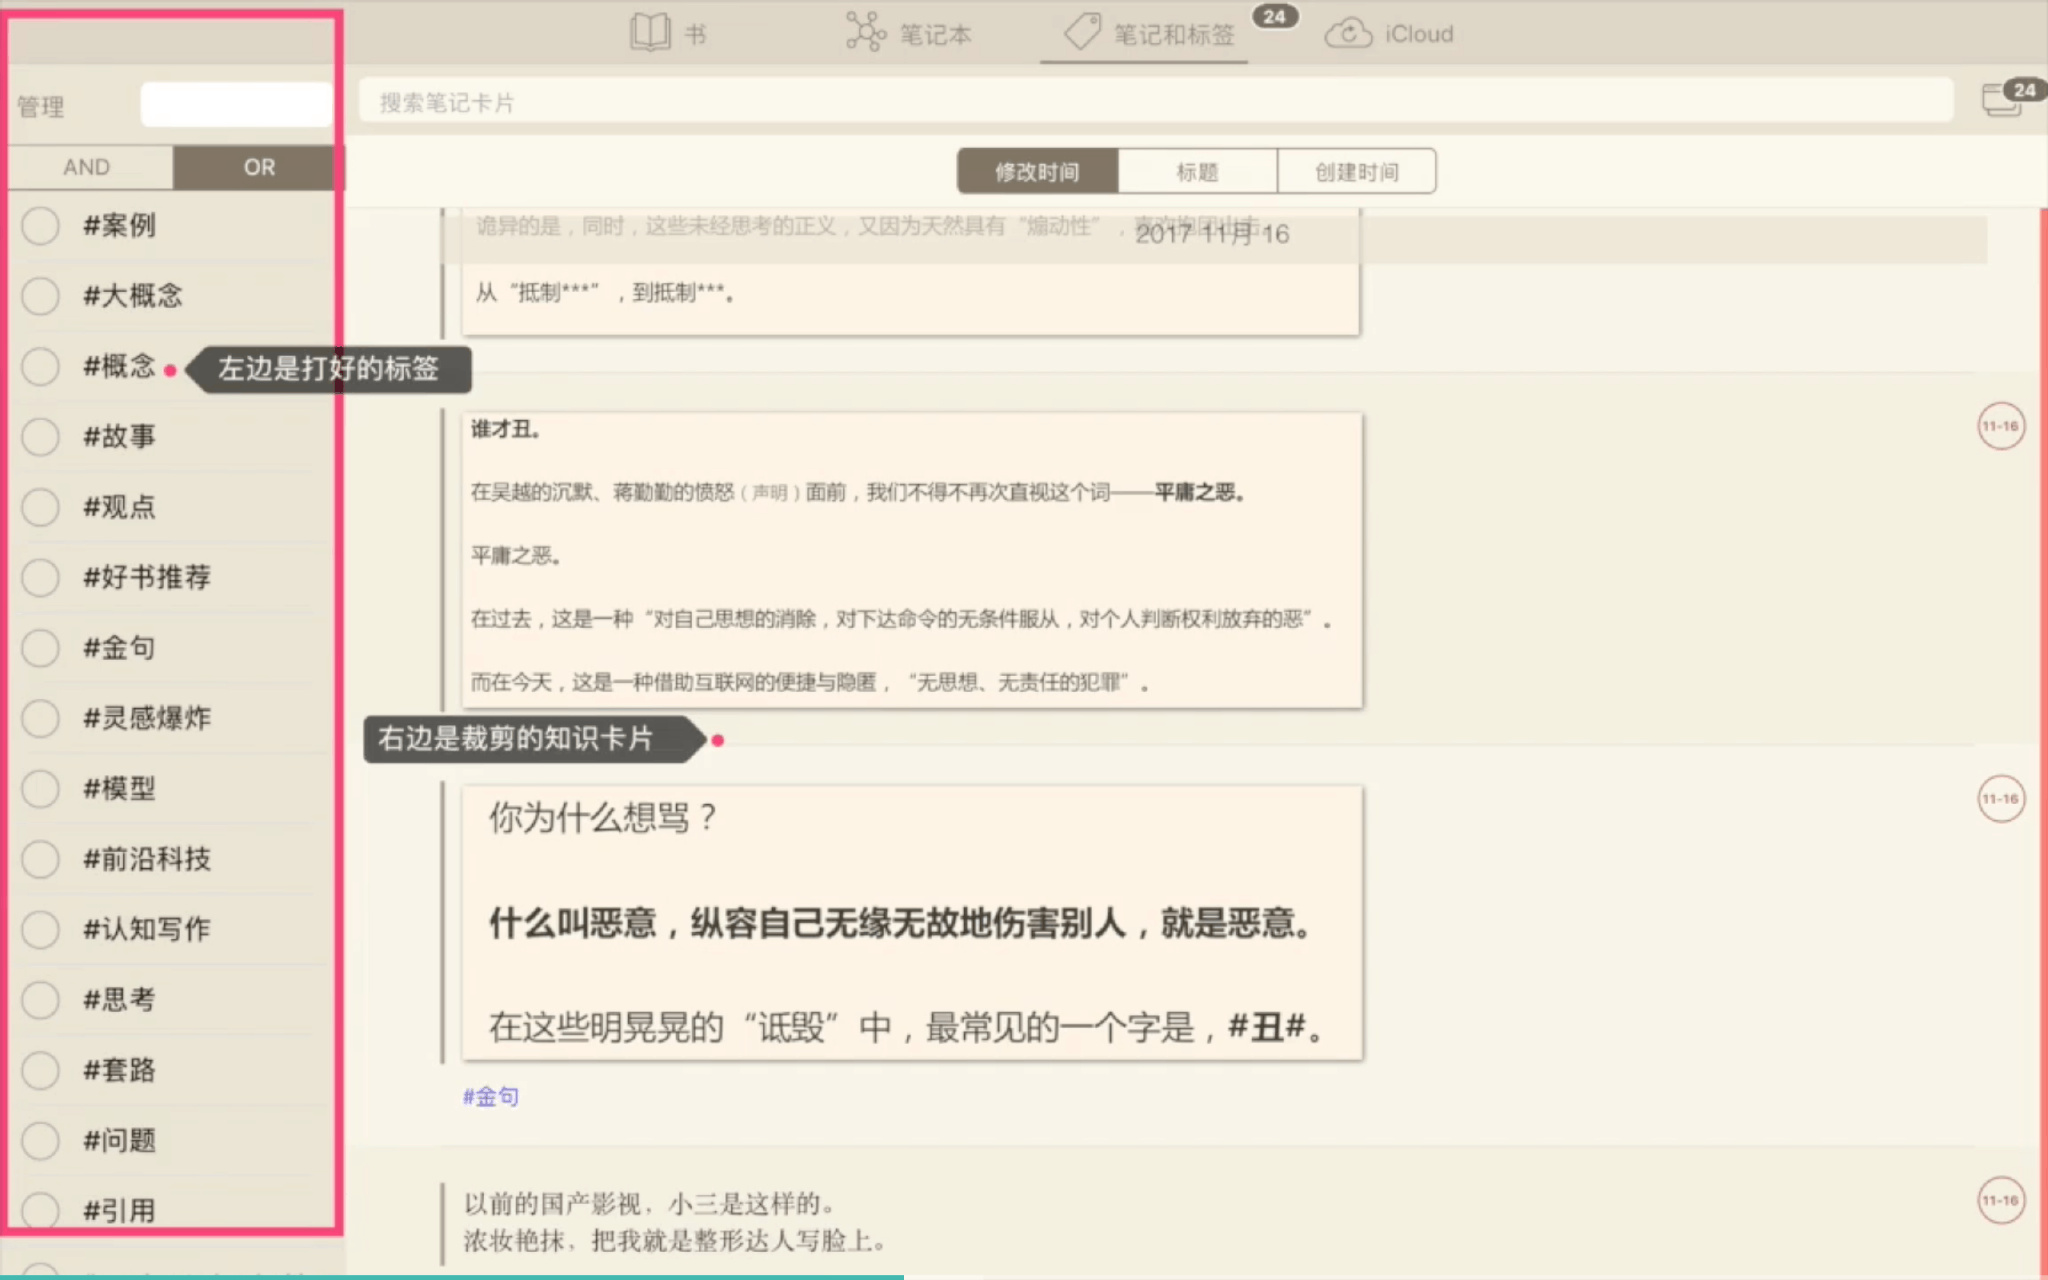 书
笔记本
笔记和标签
24
iCloud
管理
搜索笔记卡片
24
AND
OR
修改时间
标题
创建时间
#案例
#大概念
#概念
#故事
#观点
#好书推荐
#金句
#灵感爆炸
#模型
#前沿科技
#认知写作
#思考
#套路
#问题
#引用
左边是打好的标签
诡异的是，同时，这些未经思考的正义，又因为天然具有“煽动性”，喜欢抱团出击。
2017 11月 16
从“抵制***”，到抵制***。
谁才丑。
11-16
在吴越的沉默、蒋勤勤的愤怒（声明）面前，我们不得不再次直视这个词——平庸之恶。
平庸之恶。
在过去，这是一种“对自己思想的消除，对下达命令的无条件服从，对个人判断权利放弃的恶”。
而在今天，这是一种借助互联网的便捷与隐匿，“无思想、无责任的犯罪”。
右边是裁剪的知识卡片
你为什么想骂？
11-16
什么叫恶意，纵容自己无缘无故地伤害别人，就是恶意。
在这些明晃晃的“诋毁”中，最常见的一个字是，#丑#。
#金句
以前的国产影视，小三是这样的。
11-16
浓妆艳抹，把我就是整形达人写脸上。